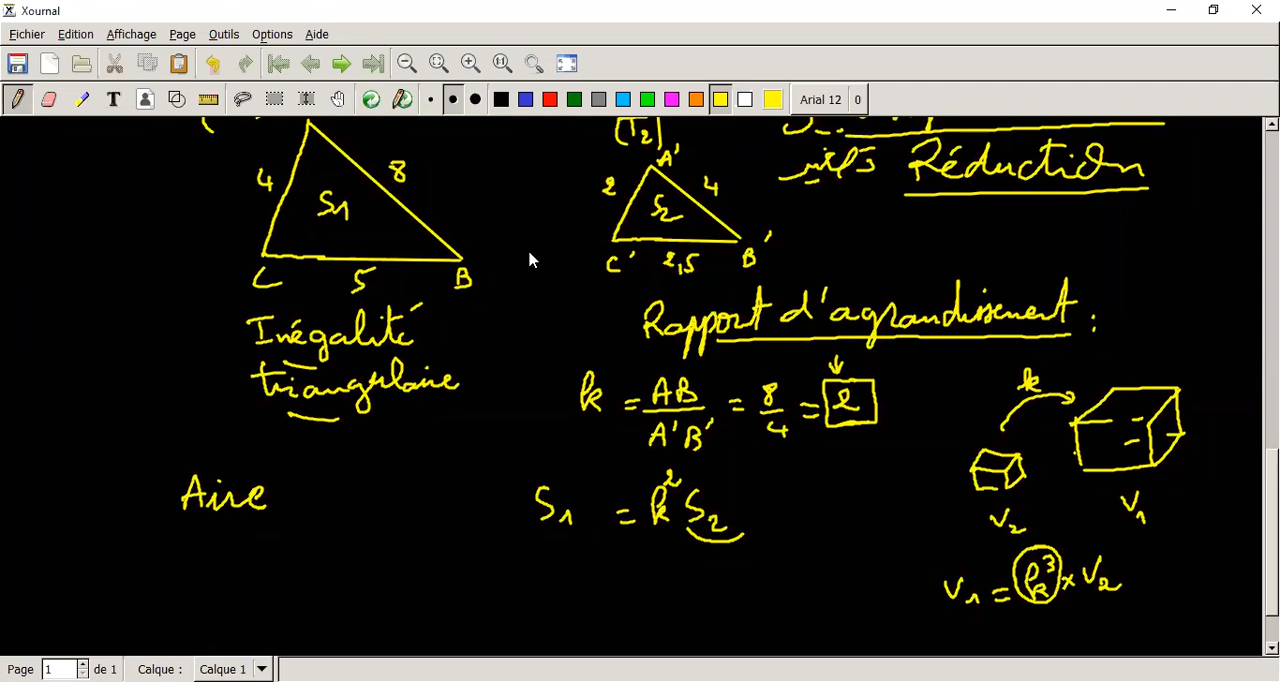 Xournal
Fichier Edition Affichage Page Outils Options Aide
T Arial 12 0
(T2)
Réduction
4 8 S1
C 5 B
A'
2 4 S2
C' 2,5 B'
Inégalité
triangulaire
Rapport d'agrandissement :
k = AB/A'B' = 8/4 = 2
k
V2 V1
Aire
S1 = k² S2
V1 = k³ × V2
Page 1 de 1 Calque : Calque 1